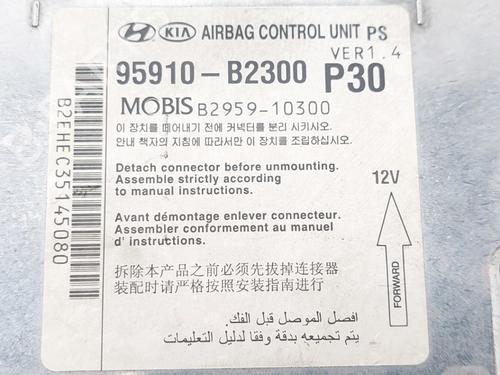 HYUNDAI KIA AIRBAG CONTROL UNIT PS
VER1.4
95910-B2300 P30
MOBIS B2959-10300
이 장치를 떼어내기 전에 커넥터를 분리 시키시오.
안내 책자의 지침에 따라서만 이 장치를 조립하십시오.
Detach connector before unmounting.
Assemble strictly according
to manual instructions.
12V
Avant démontage enlever connecteur.
Assembler conformement au manuel
d' instructions.
FORWARD
拆除本产品之前必须先拔掉连接器
装配时请严格按照安装指南进行
افصل الموصل قبل الفك.
يتم تجميعه بدقة وفقا لدليل التعليمات
B2EHEC35145080